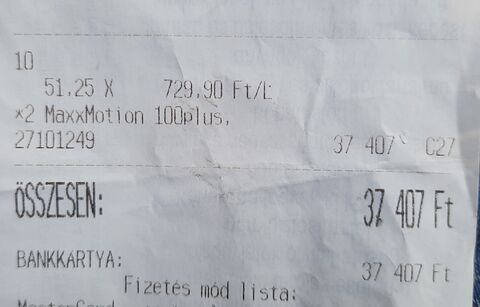 10
51,25 X 729,90 Ft/L
*2 MaxxMotion 100plus,
27101249 37 407 C27
ÖSSZESEN: 37 407 Ft
BANKKARTYA: 37 407 Ft
Fizetés mód lista: